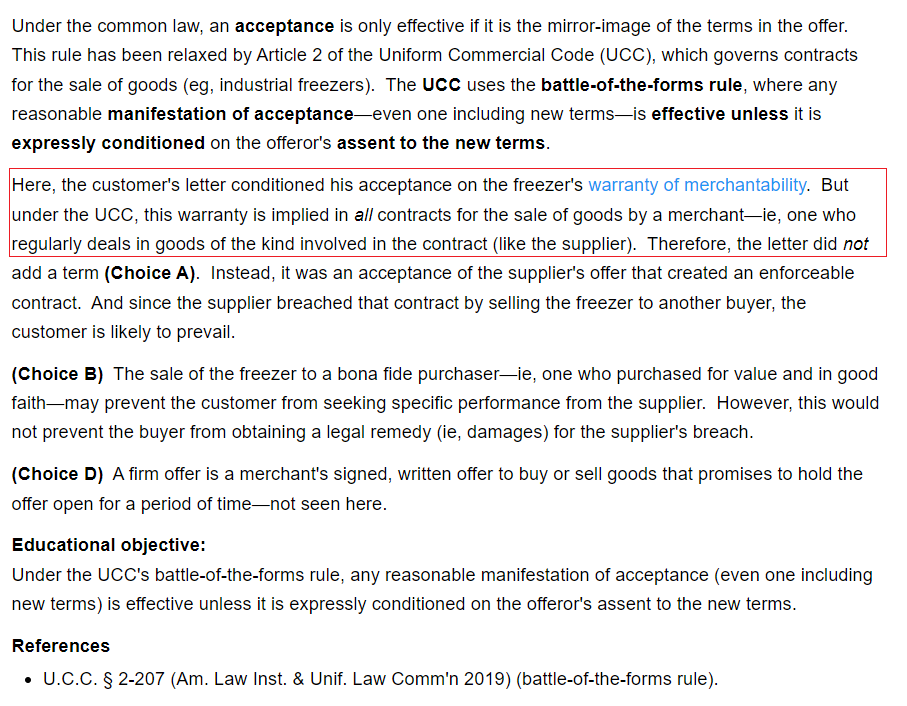 Under the common law, an acceptance is only effective if it is the mirror-image of the terms in the offer.
This rule has been relaxed by Article 2 of the Uniform Commercial Code (UCC), which governs contracts
for the sale of goods (eg, industrial freezers).  The UCC uses the battle-of-the-forms rule, where any
reasonable manifestation of acceptance—even one including new terms—is effective unless it is
expressly conditioned on the offeror's assent to the new terms.
Here, the customer's letter conditioned his acceptance on the freezer's warranty of merchantability.  But
under the UCC, this warranty is implied in all contracts for the sale of goods by a merchant—ie, one who
regularly deals in goods of the kind involved in the contract (like the supplier).  Therefore, the letter did not
add a term (Choice A).  Instead, it was an acceptance of the supplier's offer that created an enforceable
contract.  And since the supplier breached that contract by selling the freezer to another buyer, the
customer is likely to prevail.
(Choice B)  The sale of the freezer to a bona fide purchaser—ie, one who purchased for value and in good
faith—may prevent the customer from seeking specific performance from the supplier.  However, this would
not prevent the buyer from obtaining a legal remedy (ie, damages) for the supplier's breach.
(Choice D)  A firm offer is a merchant's signed, written offer to buy or sell goods that promises to hold the
offer open for a period of time—not seen here.
Educational objective:
Under the UCC's battle-of-the-forms rule, any reasonable manifestation of acceptance (even one including
new terms) is effective unless it is expressly conditioned on the offeror's assent to the new terms.
References
• U.C.C. § 2-207 (Am. Law Inst. & Unif. Law Comm'n 2019) (battle-of-the-forms rule).